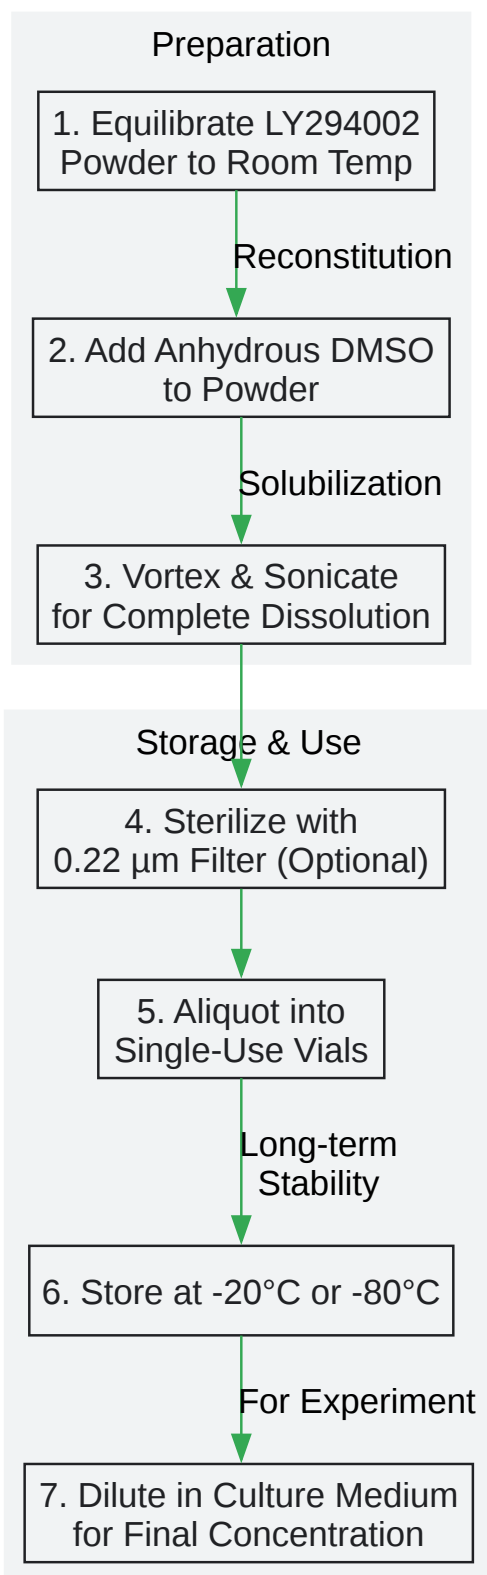 Preparation
1. Equilibrate LY294002
Powder to Room Temp
Reconstitution
2. Add Anhydrous DMSO
to Powder
Solubilization
3. Vortex & Sonicate
for Complete Dissolution
Storage & Use
4. Sterilize with
0.22 µm Filter (Optional)
5. Aliquot into
Single-Use Vials
Long-term
Stability
6. Store at -20°C or -80°C
For Experiment
7. Dilute in Culture Medium
for Final Concentration